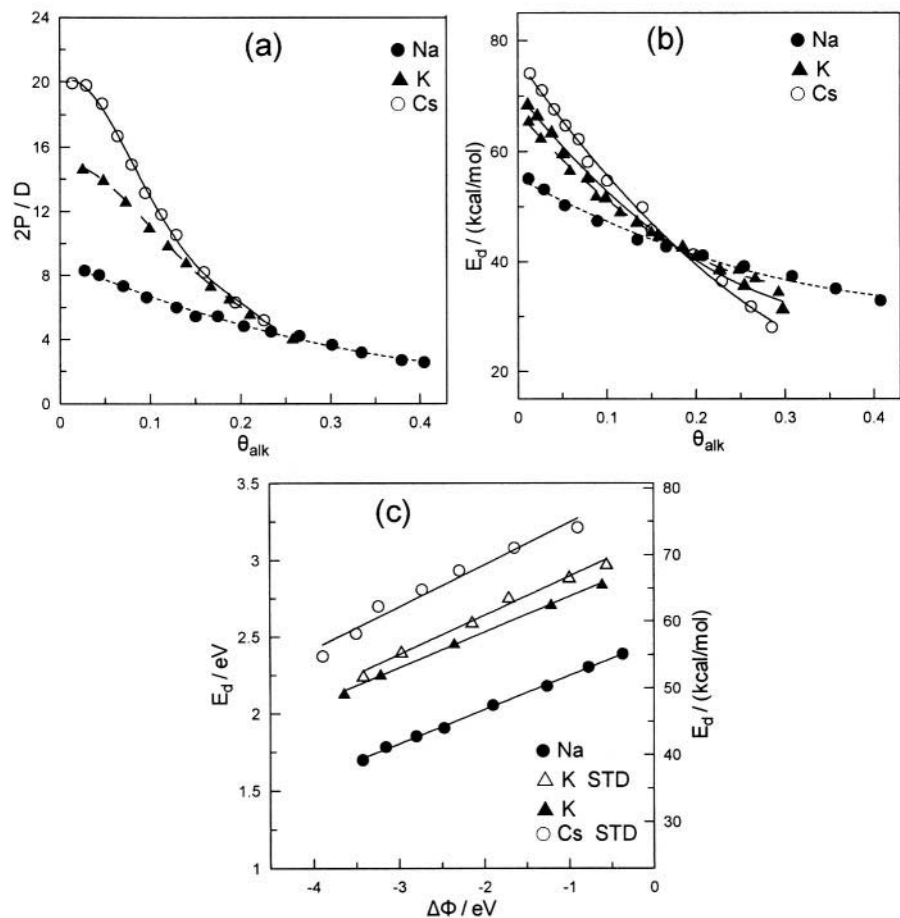 (a)
Na
K
Cs
24
20
16
12
8
4
0
2P / D
0
0.1
0.2
0.3
0.4
θalk
(b)
Na
K
Cs
80
60
40
20
Ed / (kcal/mol)
0
0.1
0.2
0.3
0.4
θalk
(c)
3.5
3
2.5
2
1.5
1
Ed / eV
80
70
60
50
40
30
Ed / (kcal/mol)
Na
K STD
K
Cs STD
-4
-3
-2
-1
0
ΔΦ / eV